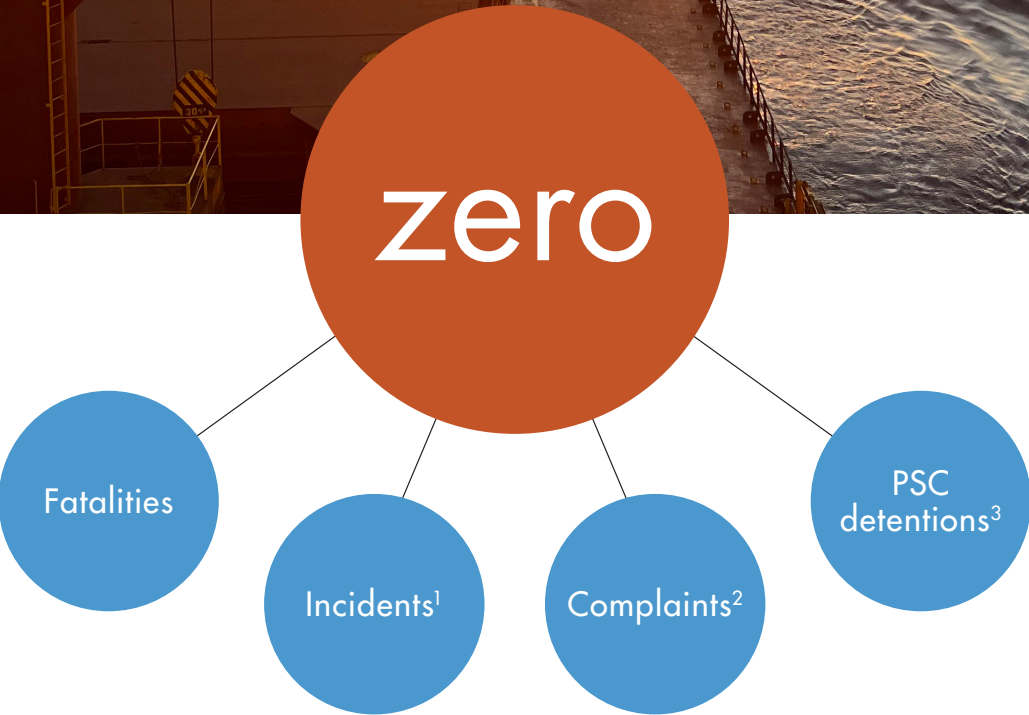 zero
Fatalities
Incidents¹
Complaints²
PSC
detentions³